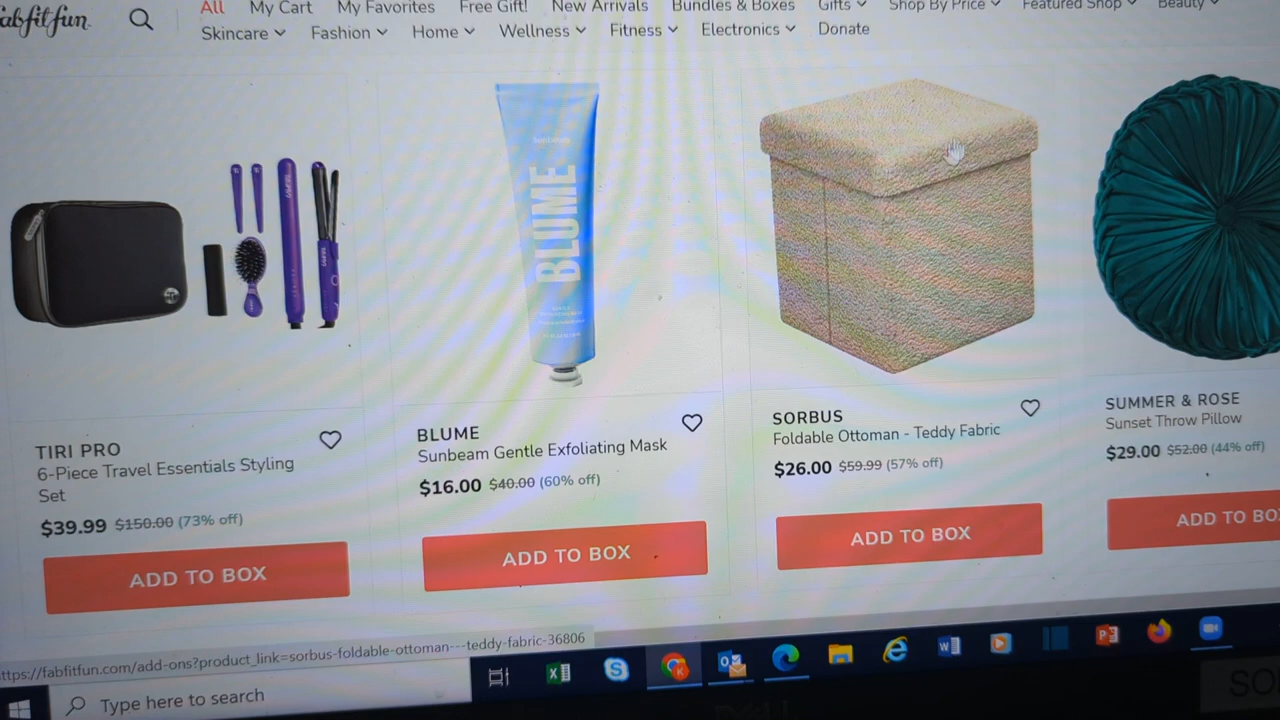 fabfitfun
All My Cart My Favorites Free Gift! New Arrivals Bundles & Boxes Gifts Shop By Price Featured Shop Beauty
Skincare Fashion Home Wellness Fitness Electronics Donate
BLUME
TIRI PRO
6-Piece Travel Essentials Styling
Set
$39.99 $150.00 (73% off)
ADD TO BOX
BLUME
Sunbeam Gentle Exfoliating Mask
$16.00 $40.00 (60% off)
ADD TO BOX
SORBUS
Foldable Ottoman - Teddy Fabric
$26.00 $59.99 (57% off)
ADD TO BOX
SUMMER & ROSE
Sunset Throw Pillow
$29.00 $52.00 (44% off)
ADD TO BO
ttps://fabfitfun.com/add-ons?product_link=sorbus-foldable-ottoman---teddy-fabric-36806
Type here to search